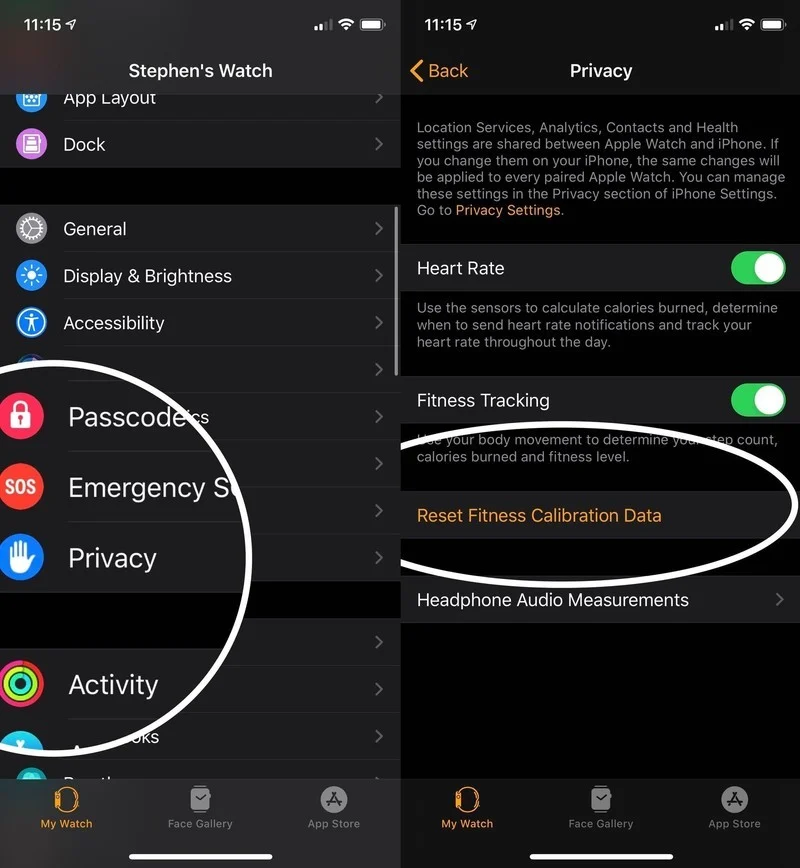 11:15
Stephen's Watch
App Layout
Dock
General
Display & Brightness
Accessibility
Passcode
Emergency
SOS
Privacy
Activity
My Watch
Face Gallery
App Store
11:15
Back
Privacy
Location Services, Analytics, Contacts and Health
settings are shared between Apple Watch and iPhone. If
you change them on your iPhone, the same changes will
be applied to every paired Apple Watch. You can manage
these settings in the Privacy section of iPhone Settings.
Go to Privacy Settings.
Heart Rate
Use the sensors to calculate calories burned, determine
when to send heart rate notifications and track your
heart rate throughout the day.
Fitness Tracking
Use your body movement to determine your step count,
calories burned and fitness level.
Reset Fitness Calibration Data
Headphone Audio Measurements
My Watch
Face Gallery
App Store